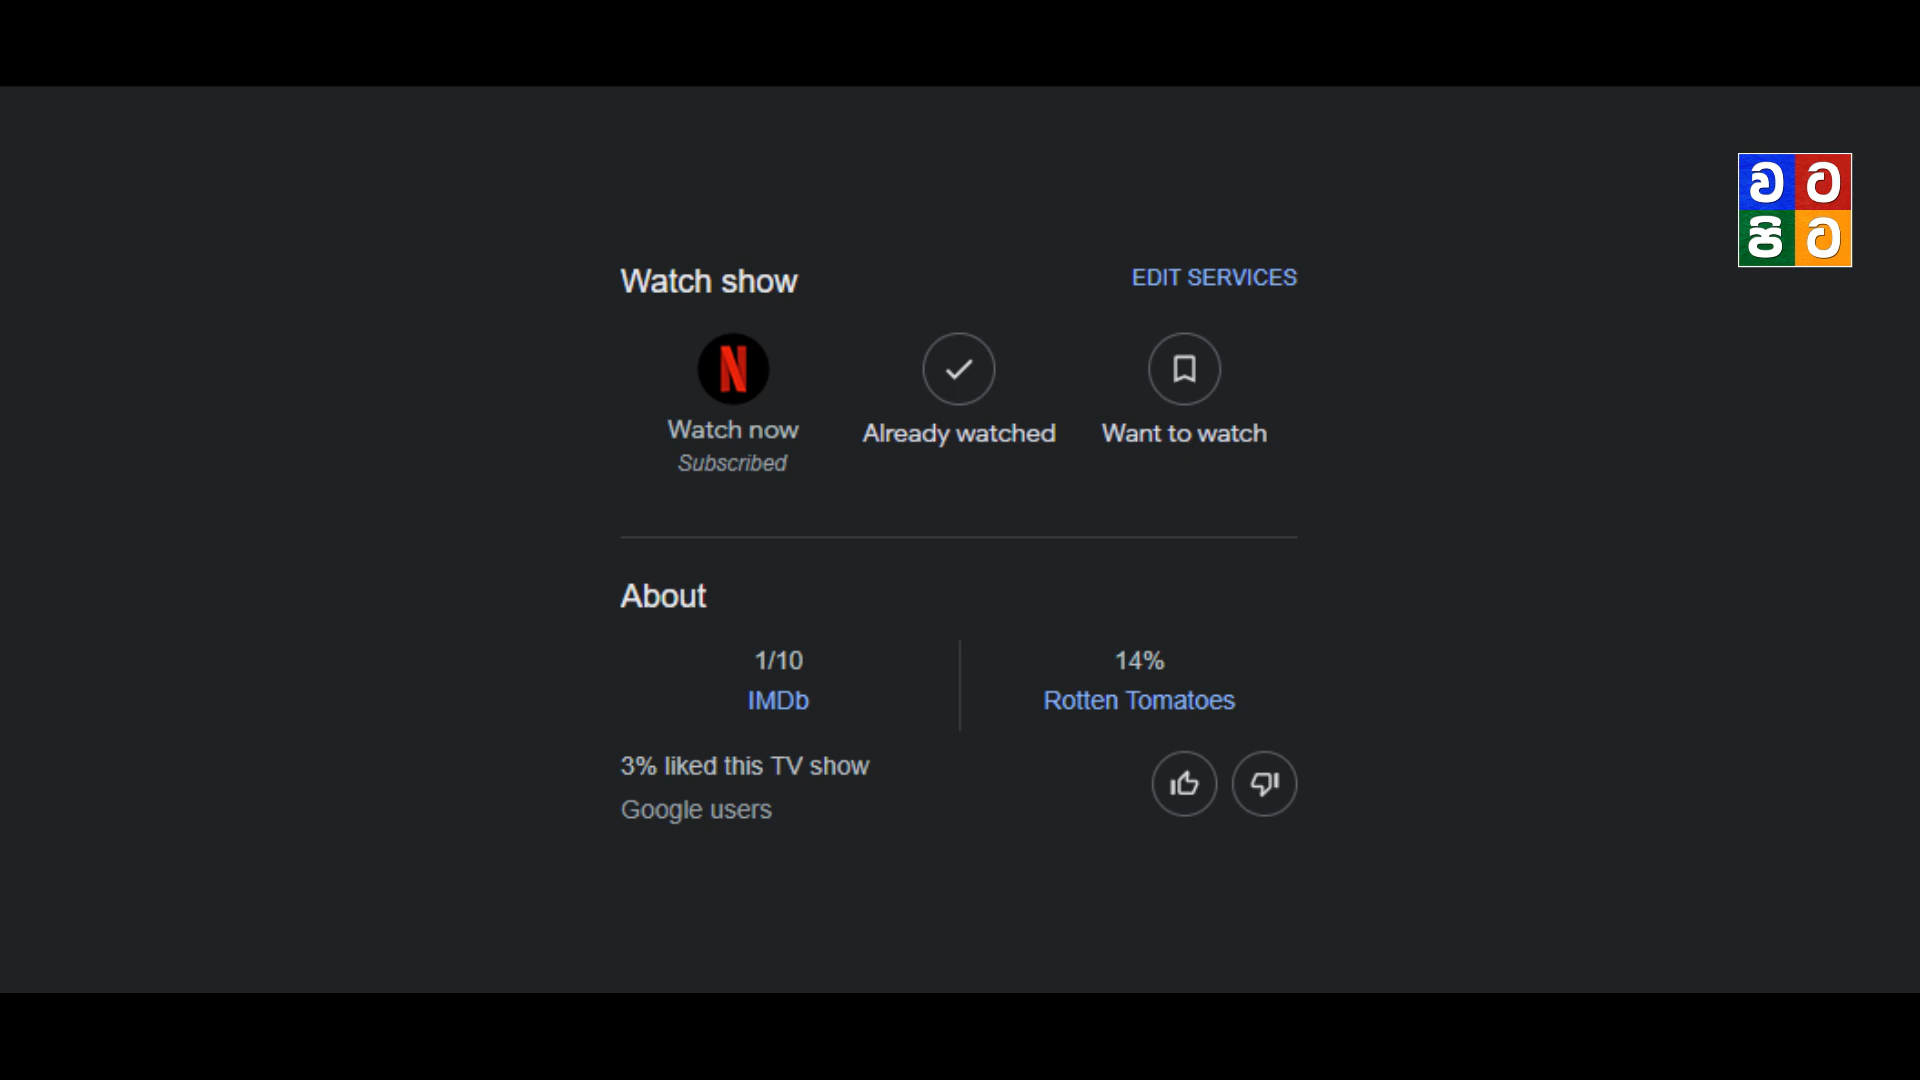 Watch show
EDIT SERVICES
Watch now
Subscribed
Already watched
Want to watch
About
1/10
IMDb
14%
Rotten Tomatoes
3% liked this TV show
Google users